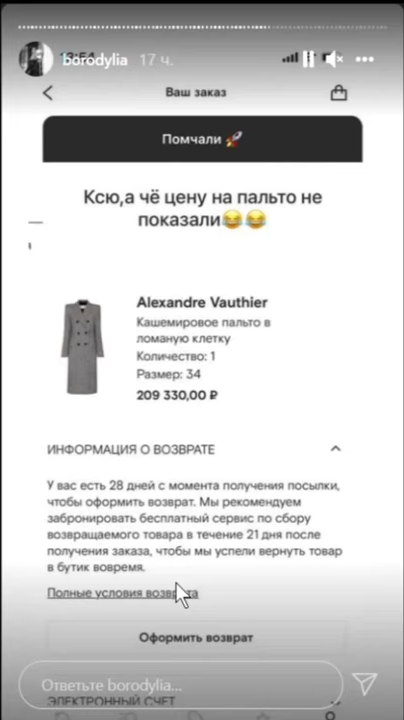 borodylia 17 ч.
Ваш заказ
Помчали 🚀
Ксю,а чё цену на пальто не
показали😂😂
Alexandre Vauthier
Кашемировое пальто в
ломаную клетку
Количество: 1
Размер: 34
209 330,00 ₽
ИНФОРМАЦИЯ О ВОЗВРАТЕ
У вас есть 28 дней с момента получения посылки,
чтобы оформить возврат. Мы рекомендуем
забронировать бесплатный сервис по сбору
возвращаемого товара в течение 21 дня после
получения заказа, чтобы мы успели вернуть товар
в бутик вовремя.
Полные условия возврата
Оформить возврат
Ответьте borodylia...
ЭЛЕКТРОННЫЙ СЧЕТ